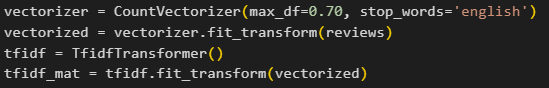 vectorizer = CountVectorizer(max_df=0.70, stop_words='english')
vectorized = vectorizer.fit_transform(reviews)
tfidf = TfidfTransformer()
tfidf_mat = tfidf.fit_transform(vectorized)